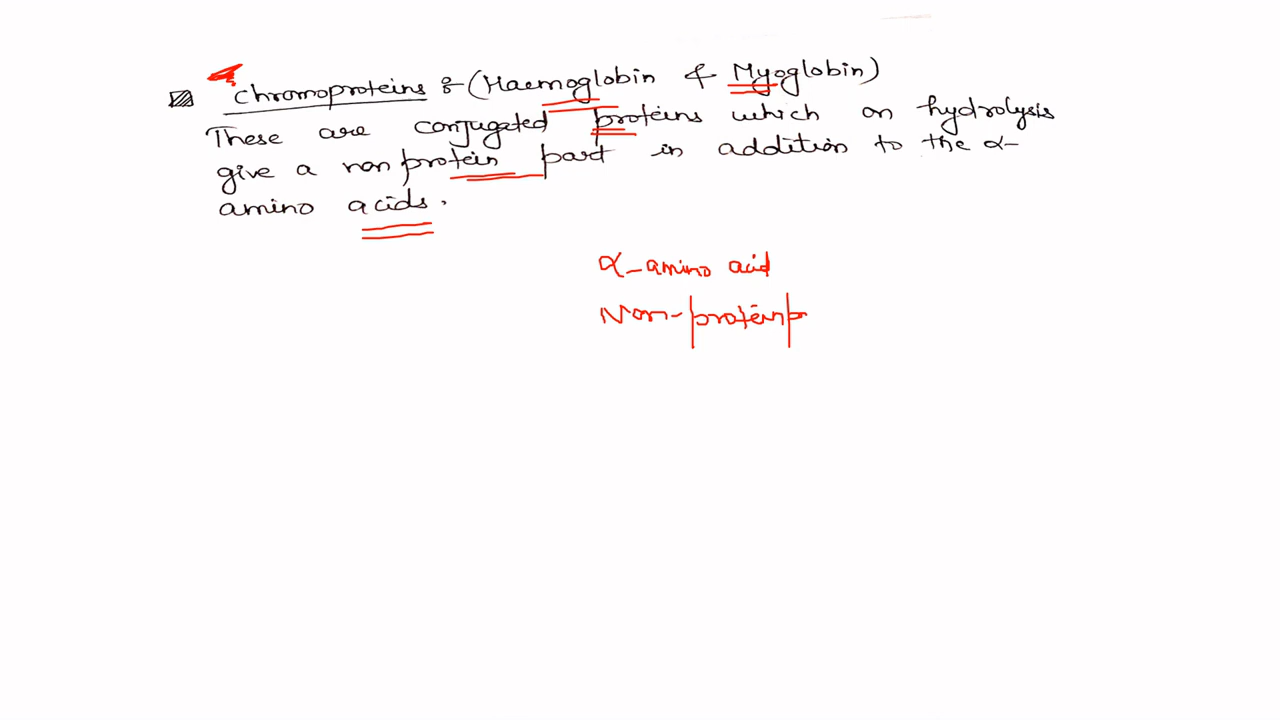 Chromoproteins :- (Haemoglobin & Myoglobin)
These are conjugated proteins which on hydrolysis
give a non protein part in addition to the α-
amino acids.
α-amino acid
Non-protein p